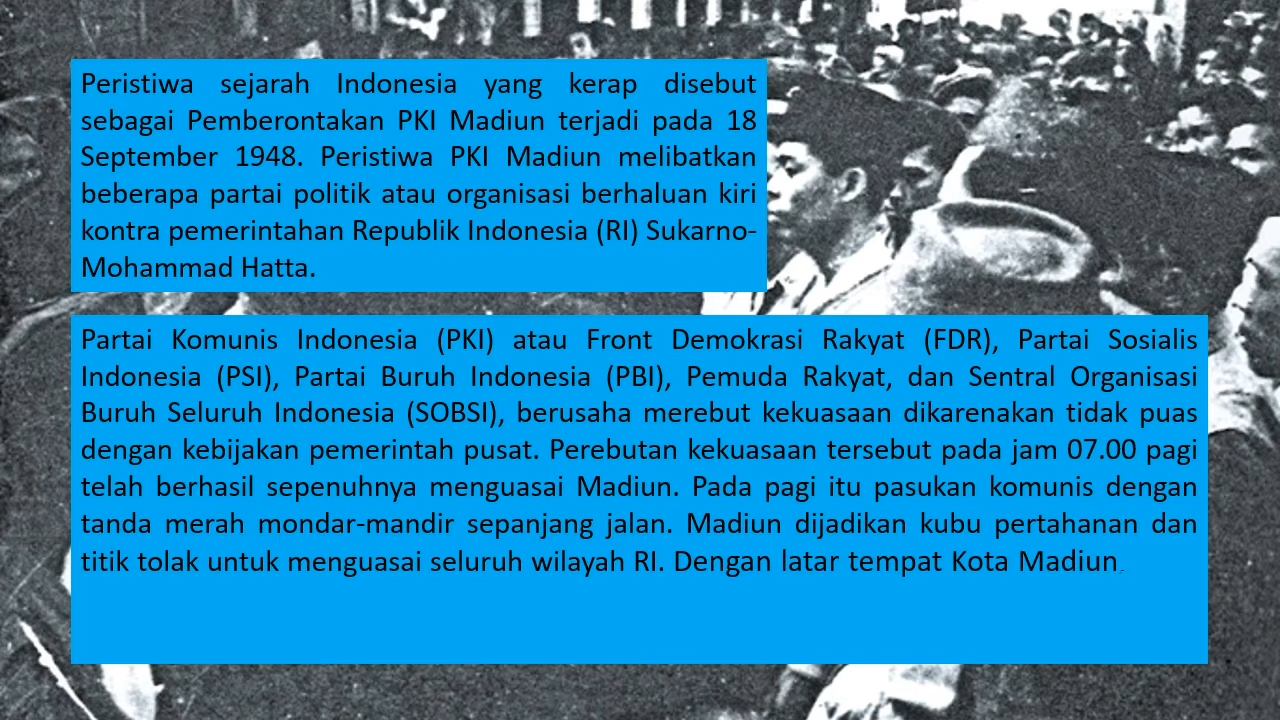 Peristiwa sejarah Indonesia yang kerap disebut
sebagai Pemberontakan PKI Madiun terjadi pada 18
September 1948. Peristiwa PKI Madiun melibatkan
beberapa partai politik atau organisasi berhaluan kiri
kontra pemerintahan Republik Indonesia (RI) Sukarno-
Mohammad Hatta.
Partai Komunis Indonesia (PKI) atau Front Demokrasi Rakyat (FDR), Partai Sosialis
Indonesia (PSI), Partai Buruh Indonesia (PBI), Pemuda Rakyat, dan Sentral Organisasi
Buruh Seluruh Indonesia (SOBSI), berusaha merebut kekuasaan dikarenakan tidak puas
dengan kebijakan pemerintah pusat. Perebutan kekuasaan tersebut pada jam 07.00 pagi
telah berhasil sepenuhnya menguasai Madiun. Pada pagi itu pasukan komunis dengan
tanda merah mondar-mandir sepanjang jalan. Madiun dijadikan kubu pertahanan dan
titik tolak untuk menguasai seluruh wilayah RI. Dengan latar tempat Kota Madiun.